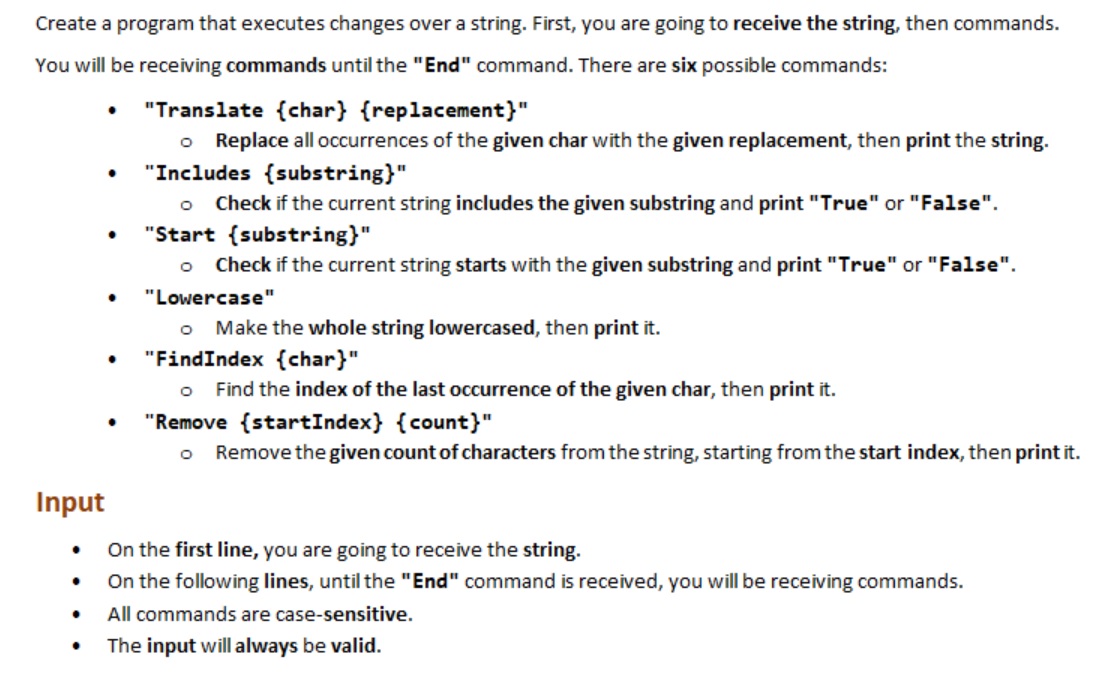 Create a program that executes changes over a string. First, you are going to receive the string, then commands.
You will be receiving commands until the "End" command. There are six possible commands:
• "Translate {char} {replacement}"
o Replace all occurrences of the given char with the given replacement, then print the string.
• "Includes {substring}"
o Check if the current string includes the given substring and print "True" or "False".
• "Start {substring}"
o Check if the current string starts with the given substring and print "True" or "False".
• "Lowercase"
o Make the whole string lowercased, then print it.
• "FindIndex {char}"
o Find the index of the last occurrence of the given char, then print it.
• "Remove {startIndex} {count}"
o Remove the given count of characters from the string, starting from the start index, then print it.
Input
• On the first line, you are going to receive the string.
• On the following lines, until the "End" command is received, you will be receiving commands.
• All commands are case-sensitive.
• The input will always be valid.